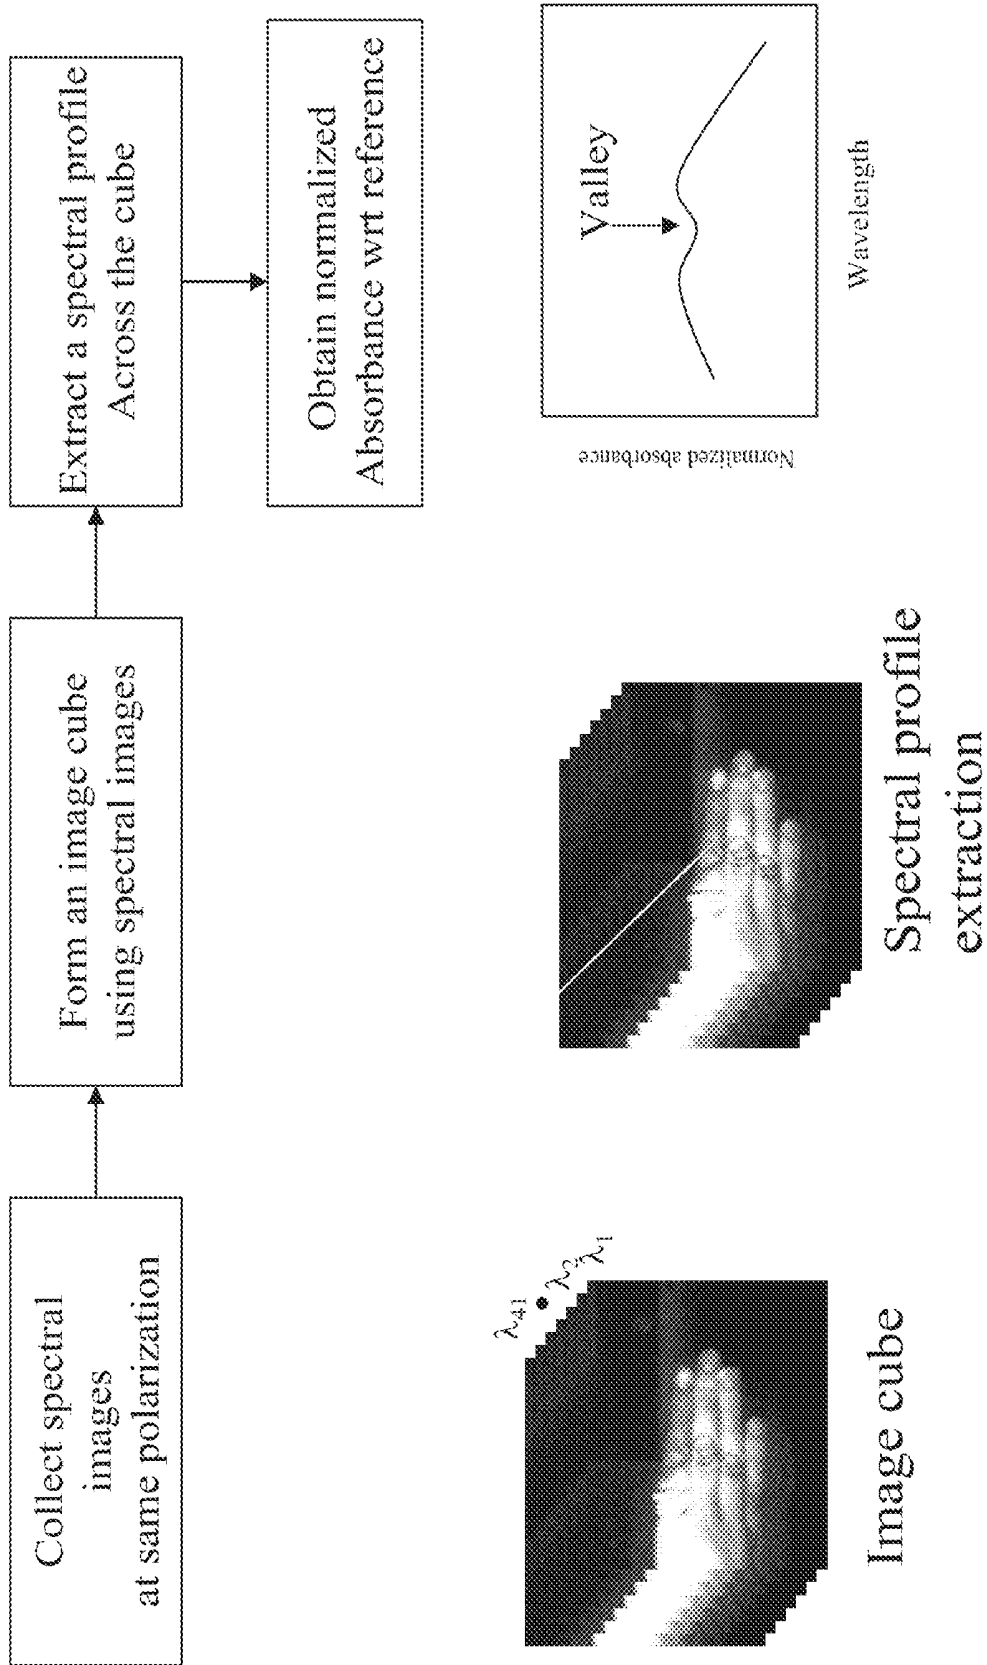 Collect spectral
images
at same polarization
Form an image cube
using spectral images
Extract a spectral profile
Across the cube
Obtain normalized
Absorbance wrt reference
λ41
λ2
λ1
Image cube
Spectral profile
extraction
Normalized absorbance
Valley
Wavelength